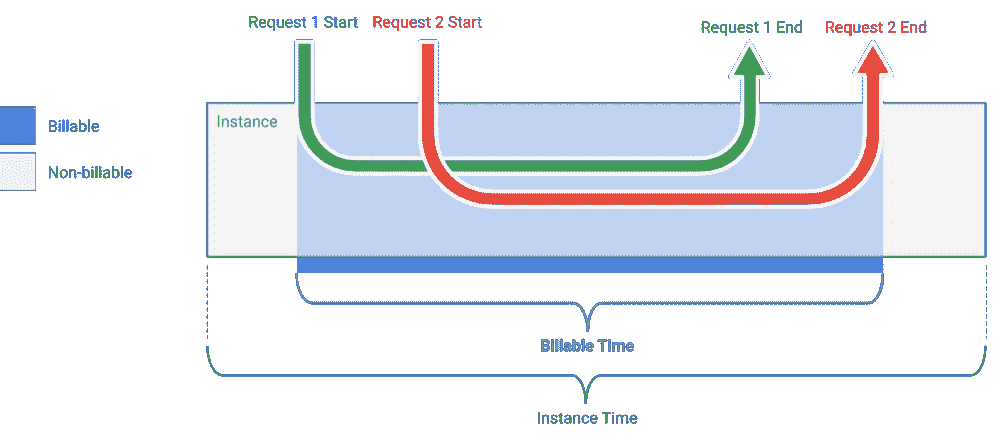 Request 1 Start
Request 2 Start
Request 1 End
Request 2 End
Instance
Billable
Non-billable
Billable Time
Instance Time